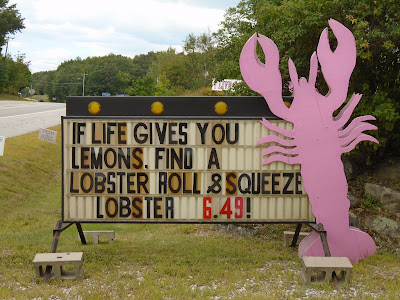 IF LIFE GIVES YOU
LEMONS. FIND A
LOBSTER ROLL & SQUEEZE
LOBSTER 6.49!